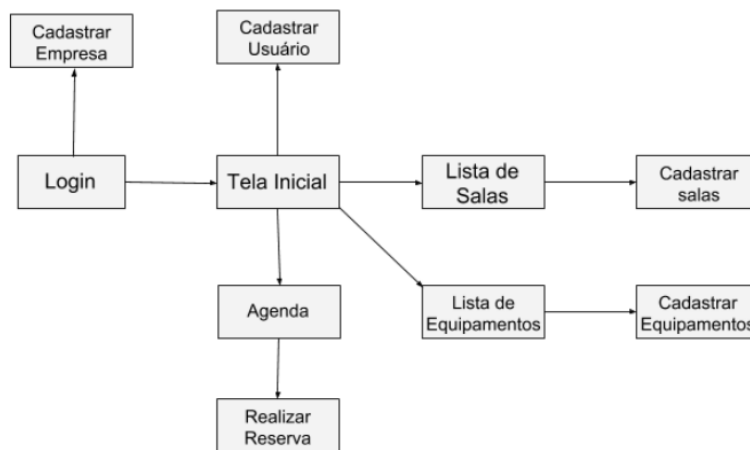 Cadastrar
Empresa
Cadastrar
Usuário
Login
Tela Inicial
Lista de
Salas
Cadastrar
salas
Agenda
Lista de
Equipamentos
Cadastrar
Equipamentos
Realizar
Reserva